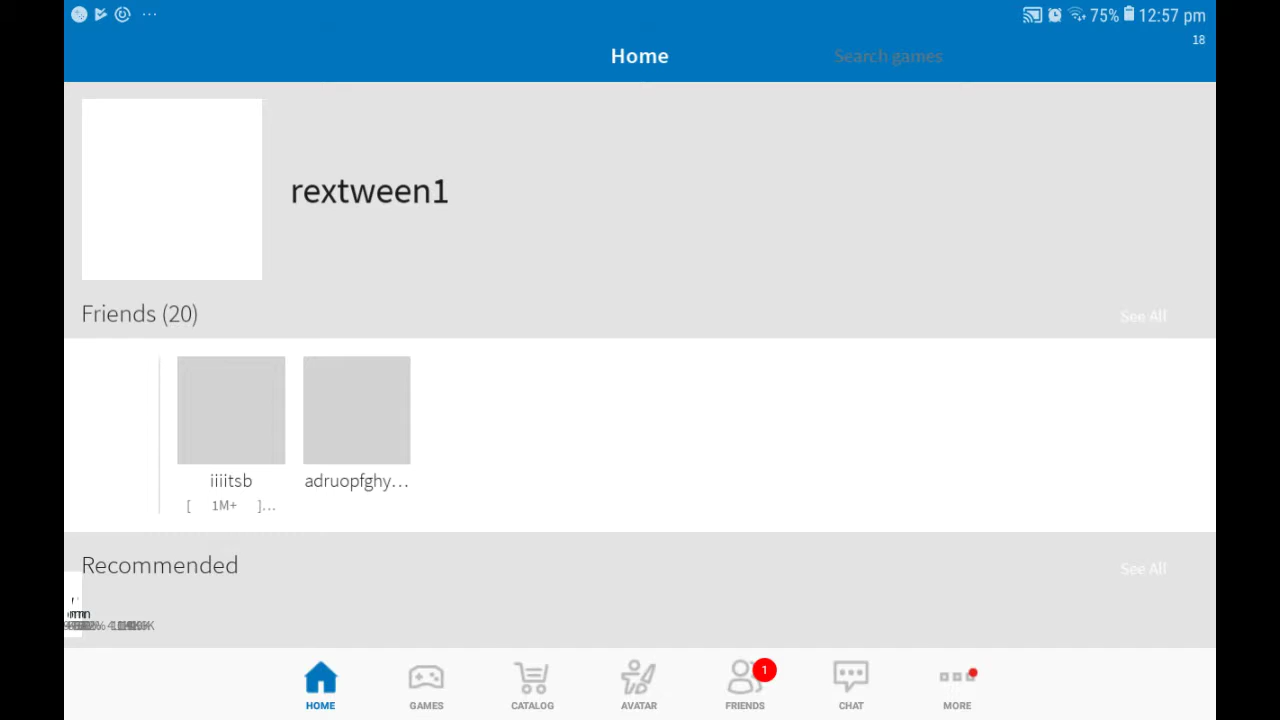 75% 12:57 pm
18
Home
Search games
rextween1
Friends (20)
See All
iiiitsb
adruopfghy...
[ 1M+ ]...
Recommended
See All
1
HOME
GAMES
CATALOG
AVATAR
FRIENDS
CHAT
MORE